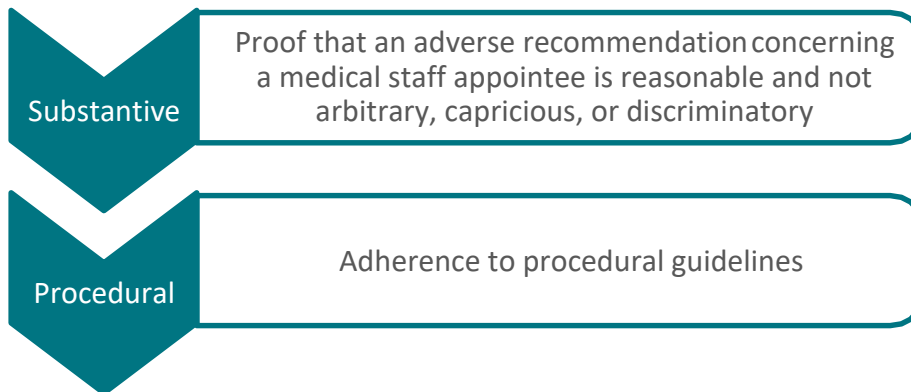 Substantive
Proof that an adverse recommendation concerning
a medical staff appointee is reasonable and not
arbitrary, capricious, or discriminatory
Procedural
Adherence to procedural guidelines